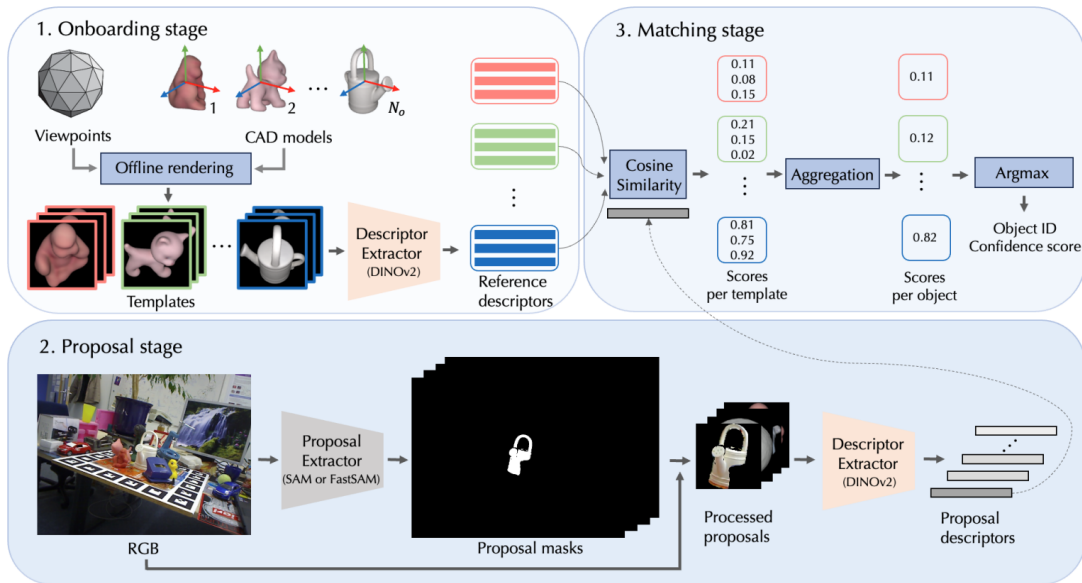 1. Onboarding stage
1
2
...
N_o
Viewpoints
CAD models
Offline rendering
...
Templates
Descriptor
Extractor
(DINOv2)
...
Reference
descriptors
3. Matching stage
Cosine
Similarity
0.11
0.08
0.15
0.21
0.15
0.02
...
0.81
0.75
0.92
Scores
per template
Aggregation
0.11
0.12
...
0.82
Scores
per object
Argmax
Object ID
Confidence score
2. Proposal stage
RGB
Proposal
Extractor
(SAM or FastSAM)
Proposal masks
Processed
proposals
Descriptor
Extractor
(DINOv2)
...
Proposal
descriptors